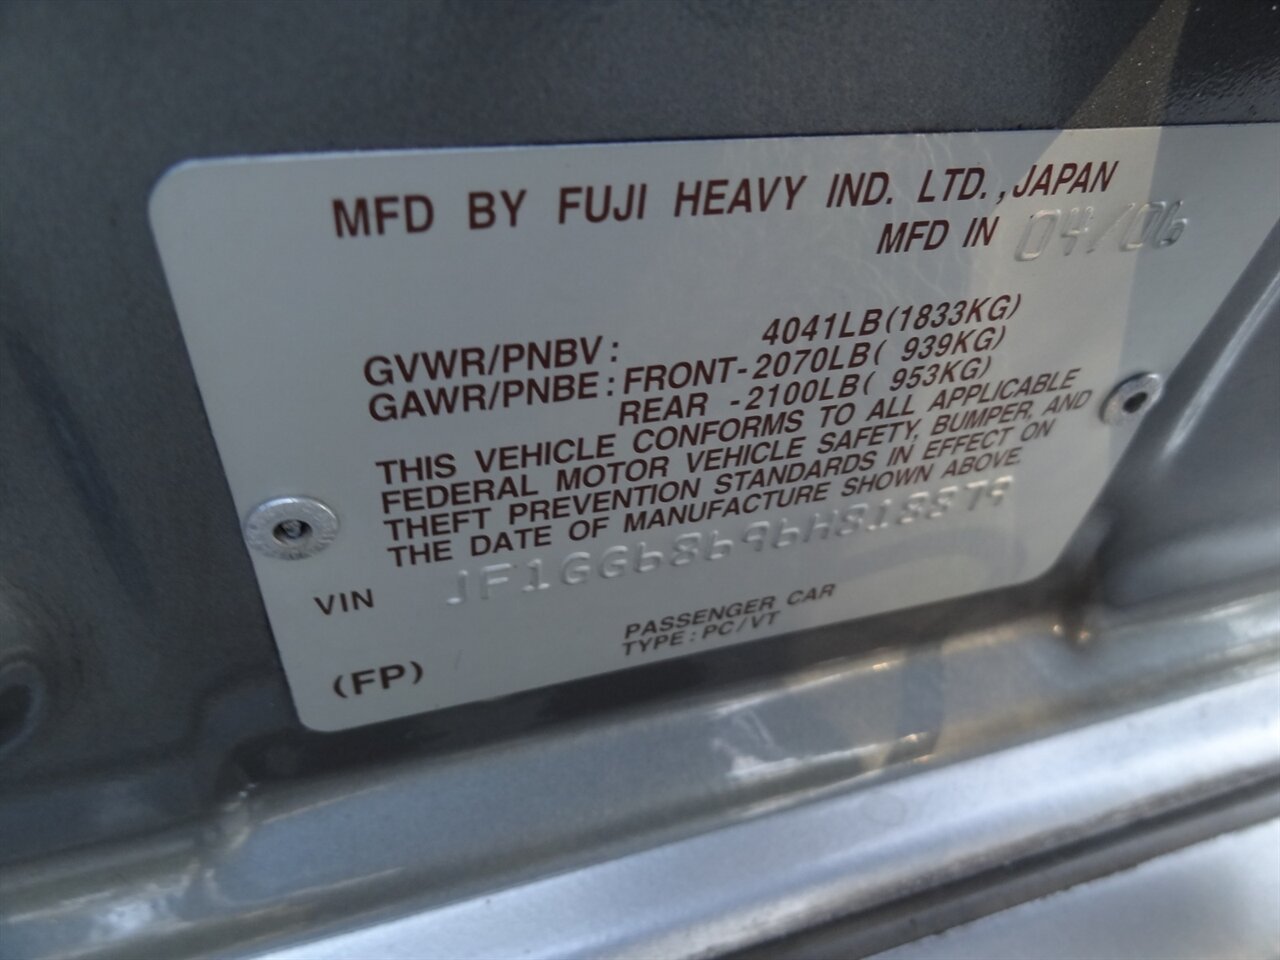 MFD BY FUJI HEAVY IND. LTD., JAPAN
MFD IN 04/06
GVWR/PNBV: 4041LB(1833KG)
GAWR/PNBE: FRONT-2070LB( 939KG)
REAR -2100LB( 953KG)
THIS VEHICLE CONFORMS TO ALL APPLICABLE
FEDERAL MOTOR VEHICLE SAFETY, BUMPER, AND
THEFT PREVENTION STANDARDS IN EFFECT ON
THE DATE OF MANUFACTURE SHOWN ABOVE.
VIN JF1GG68696H818879
PASSENGER CAR
TYPE: PC/VT
(FP)